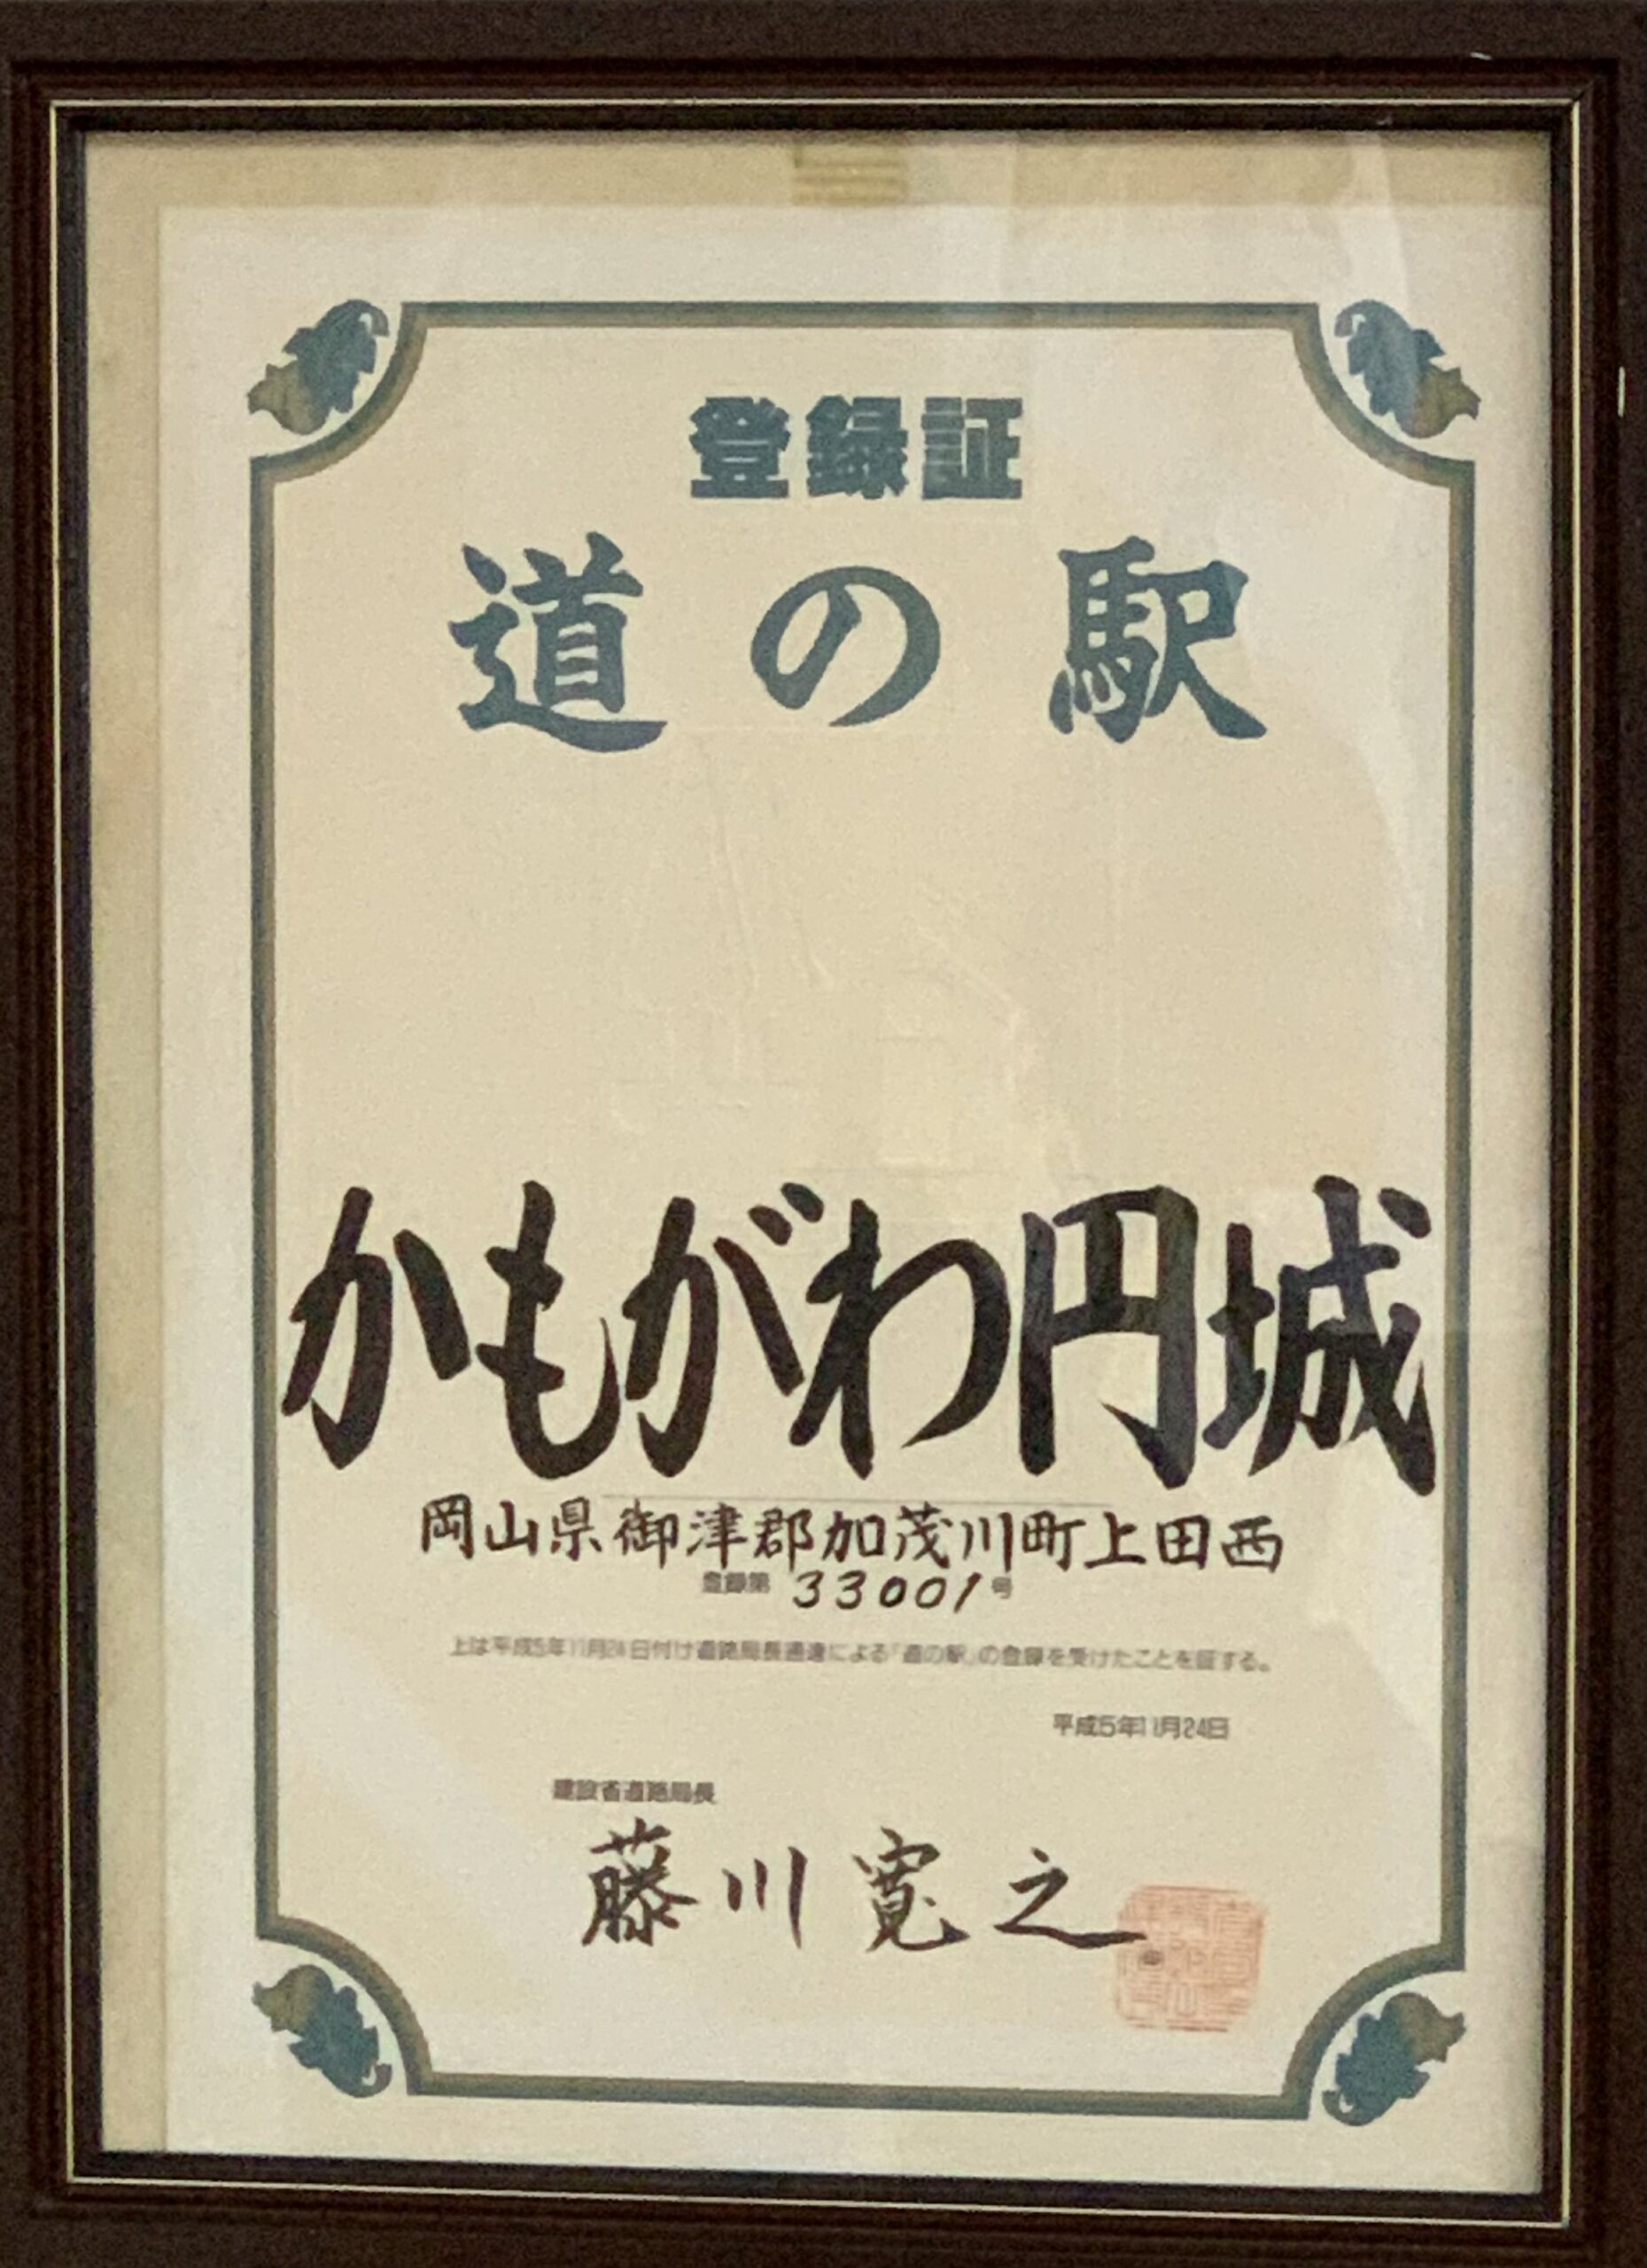 登録証
道の駅
かもがわ円城
岡山県御津郡加茂川町上田西
登録第 33001 号
上は平成5年11月24日付け道路局長通達による「道の駅」の登録を受けたことを証する。
平成5年11月24日
建設省道路局長
藤川寛之